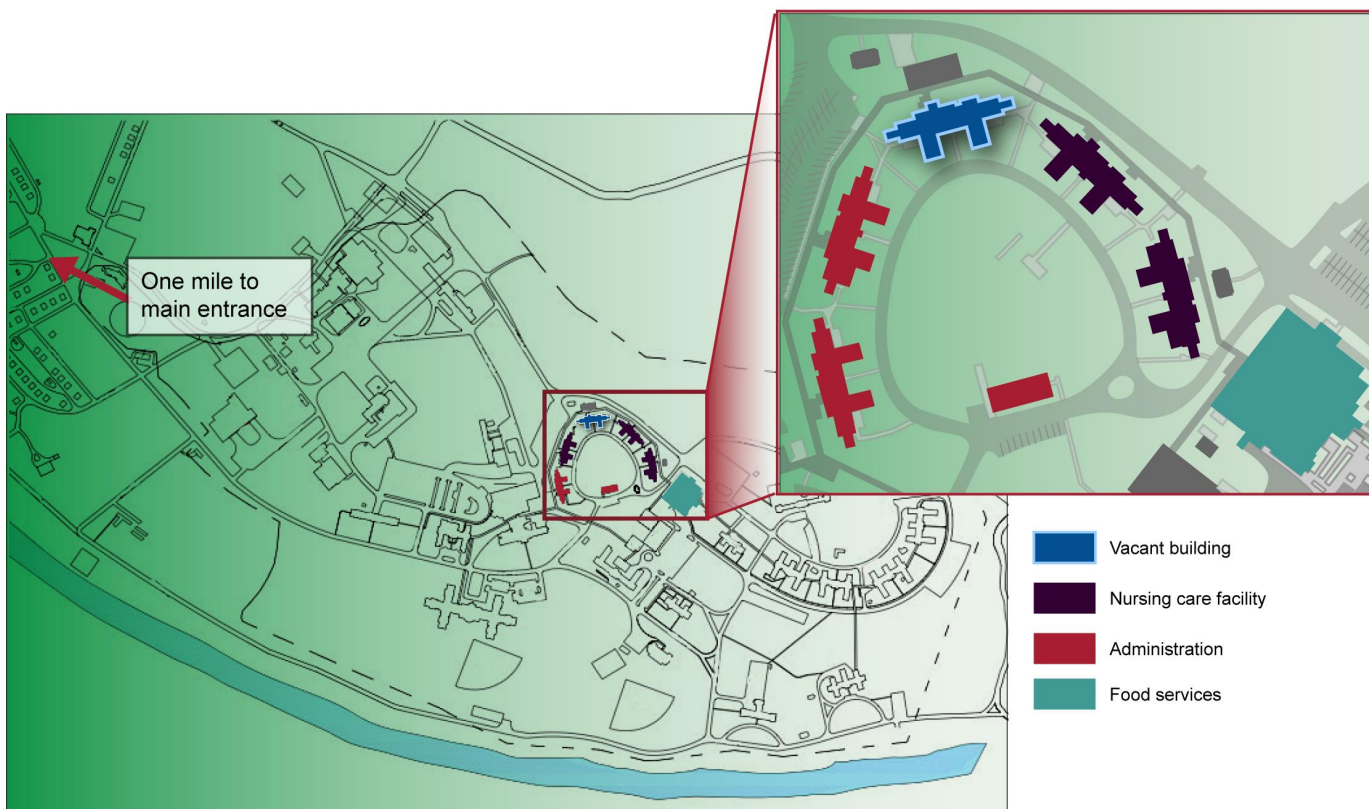 One mile to
main entrance
Vacant building
Nursing care facility
Administration
Food services